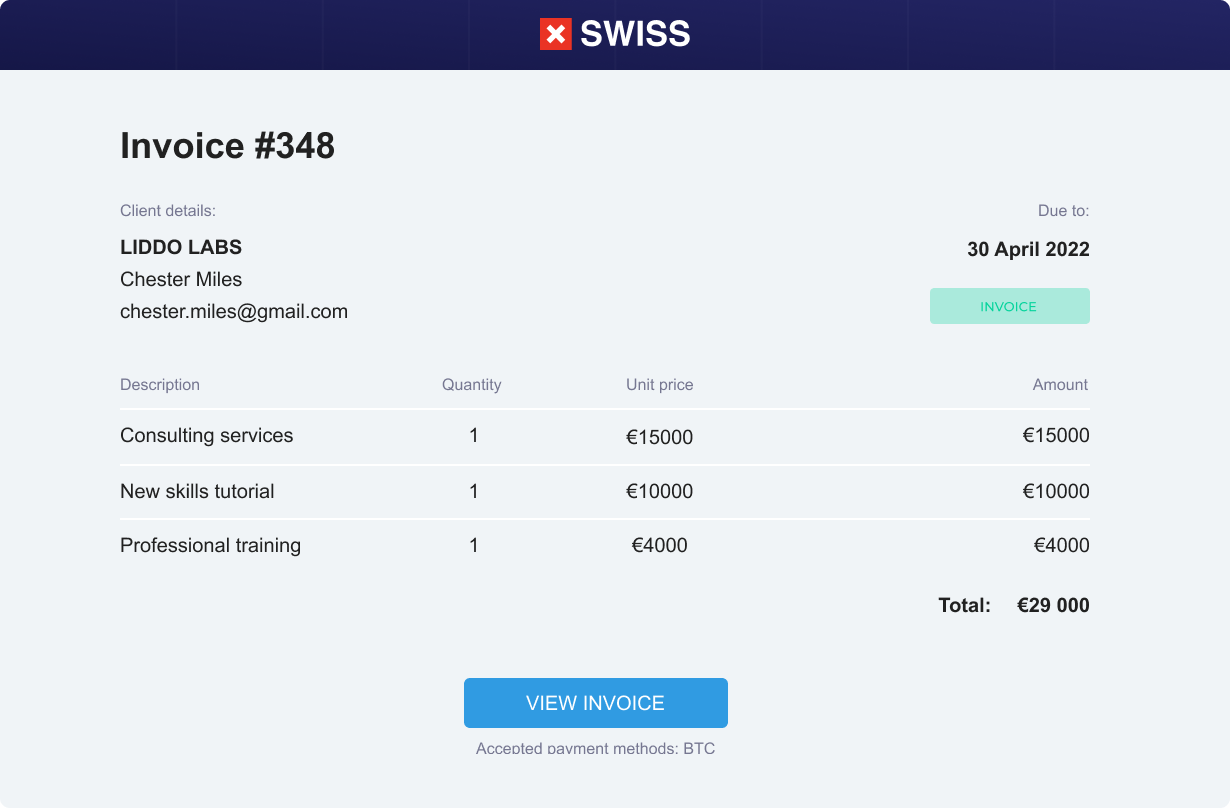 SWISS
Invoice #348
Client details:
Due to:
LIDDO LABS
30 April 2022
Chester Miles
chester.miles@gmail.com
INVOICE
Description Quantity Unit price Amount
Consulting services 1 €15000 €15000
New skills tutorial 1 €10000 €10000
Professional training 1 €4000 €4000
Total: €29 000
VIEW INVOICE
Accepted payment methods: BTC